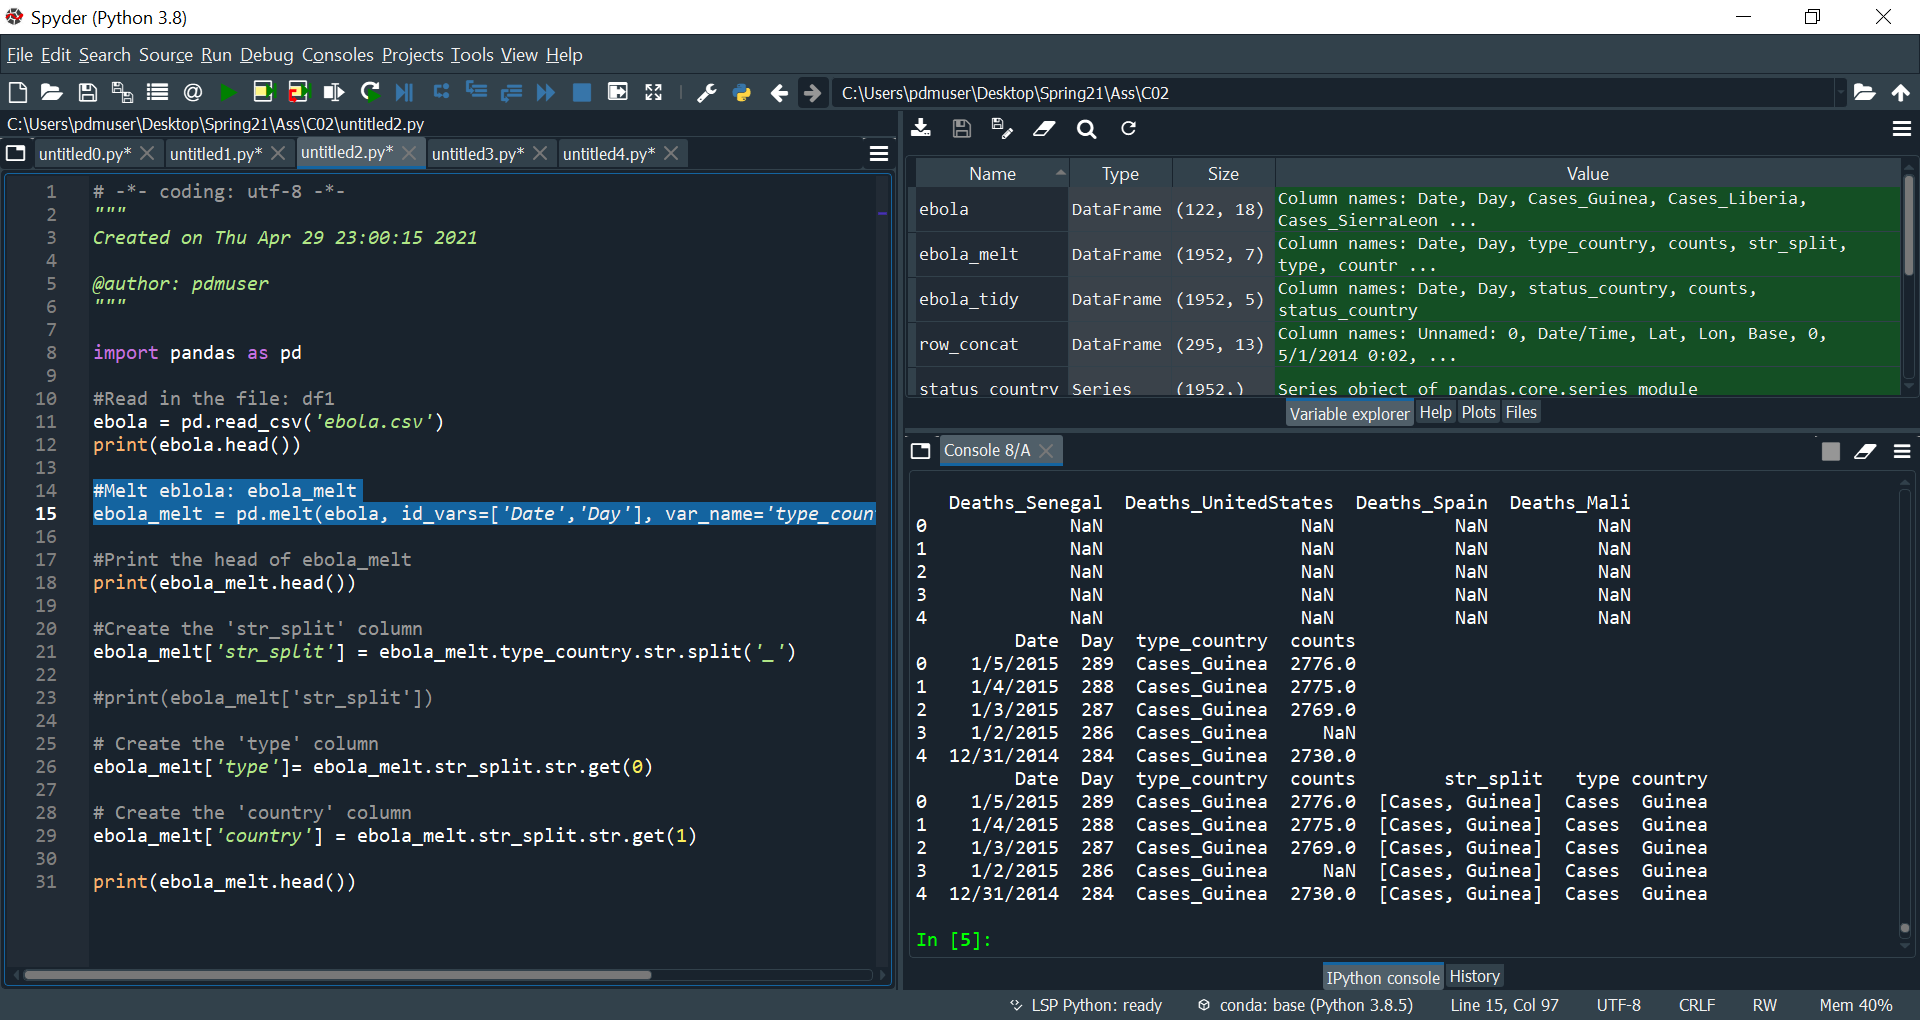 Spyder (Python 3.8)
File Edit Search Source Run Debug Consoles Projects Tools View Help
C:\Users\pdmuser\Desktop\Spring21\Ass\C02
C:\Users\pdmuser\Desktop\Spring21\Ass\C02\untitled2.py
untitled0.py* untitled1.py* untitled2.py* untitled3.py* untitled4.py*
1 # -*- coding: utf-8 -*-
2 """
3 Created on Thu Apr 29 23:00:15 2021
4
5 @author: pdmuser
6 """
7
8 import pandas as pd
9
10 #Read in the file: df1
11 ebola = pd.read_csv('ebola.csv')
12 print(ebola.head())
13
14 #Melt eblola: ebola_melt
15 ebola_melt = pd.melt(ebola, id_vars=['Date','Day'], var_name='type_coun
16
17 #Print the head of ebola_melt
18 print(ebola_melt.head())
19
20 #Create the 'str_split' column
21 ebola_melt['str_split'] = ebola_melt.type_country.str.split('_')
22
23 #print(ebola_melt['str_split'])
24
25 # Create the 'type' column
26 ebola_melt['type']= ebola_melt.str_split.str.get(0)
27
28 # Create the 'country' column
29 ebola_melt['country'] = ebola_melt.str_split.str.get(1)
30
31 print(ebola_melt.head())
Name Type Size Value
ebola DataFrame (122, 18) Column names: Date, Day, Cases_Guinea, Cases_Liberia,
Cases_SierraLeon ...
ebola_melt DataFrame (1952, 7) Column names: Date, Day, type_country, counts, str_split,
type, countr ...
ebola_tidy DataFrame (1952, 5) Column names: Date, Day, status_country, counts,
status_country
row_concat DataFrame (295, 13) Column names: Unnamed: 0, Date/Time, Lat, Lon, Base, 0,
5/1/2014 0:02, ...
status_country Series (1952,) Series object of pandas.core.series module
Variable explorer Help Plots Files
Console 8/A
Deaths_Senegal Deaths_UnitedStates Deaths_Spain Deaths_Mali
0 NaN NaN NaN NaN
1 NaN NaN NaN NaN
2 NaN NaN NaN NaN
3 NaN NaN NaN NaN
4 NaN NaN NaN NaN
Date Day type_country counts
0 1/5/2015 289 Cases_Guinea 2776.0
1 1/4/2015 288 Cases_Guinea 2775.0
2 1/3/2015 287 Cases_Guinea 2769.0
3 1/2/2015 286 Cases_Guinea NaN
4 12/31/2014 284 Cases_Guinea 2730.0
Date Day type_country counts str_split type country
0 1/5/2015 289 Cases_Guinea 2776.0 [Cases, Guinea] Cases Guinea
1 1/4/2015 288 Cases_Guinea 2775.0 [Cases, Guinea] Cases Guinea
2 1/3/2015 287 Cases_Guinea 2769.0 [Cases, Guinea] Cases Guinea
3 1/2/2015 286 Cases_Guinea NaN [Cases, Guinea] Cases Guinea
4 12/31/2014 284 Cases_Guinea 2730.0 [Cases, Guinea] Cases Guinea
In [5]:
IPython console History
LSP Python: ready conda: base (Python 3.8.5) Line 15, Col 97 UTF-8 CRLF RW Mem 40%